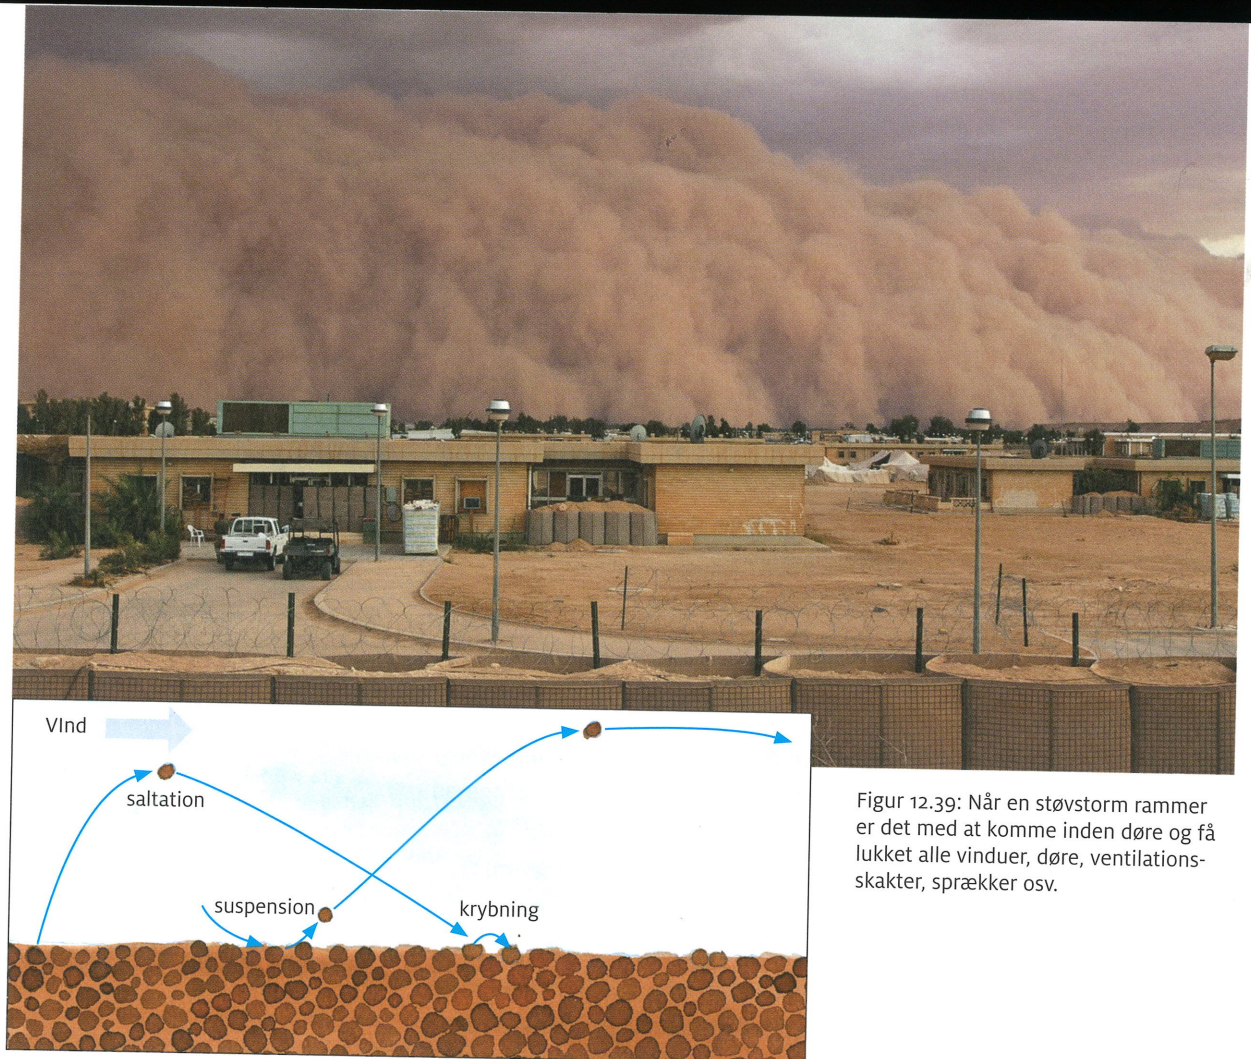 VInd
saltation
suspension
krybning
Figur 12.39: Når en støvstorm rammer
er det med at komme inden døre og få
lukket alle vinduer, døre, ventilations-
skakter, sprækker osv.